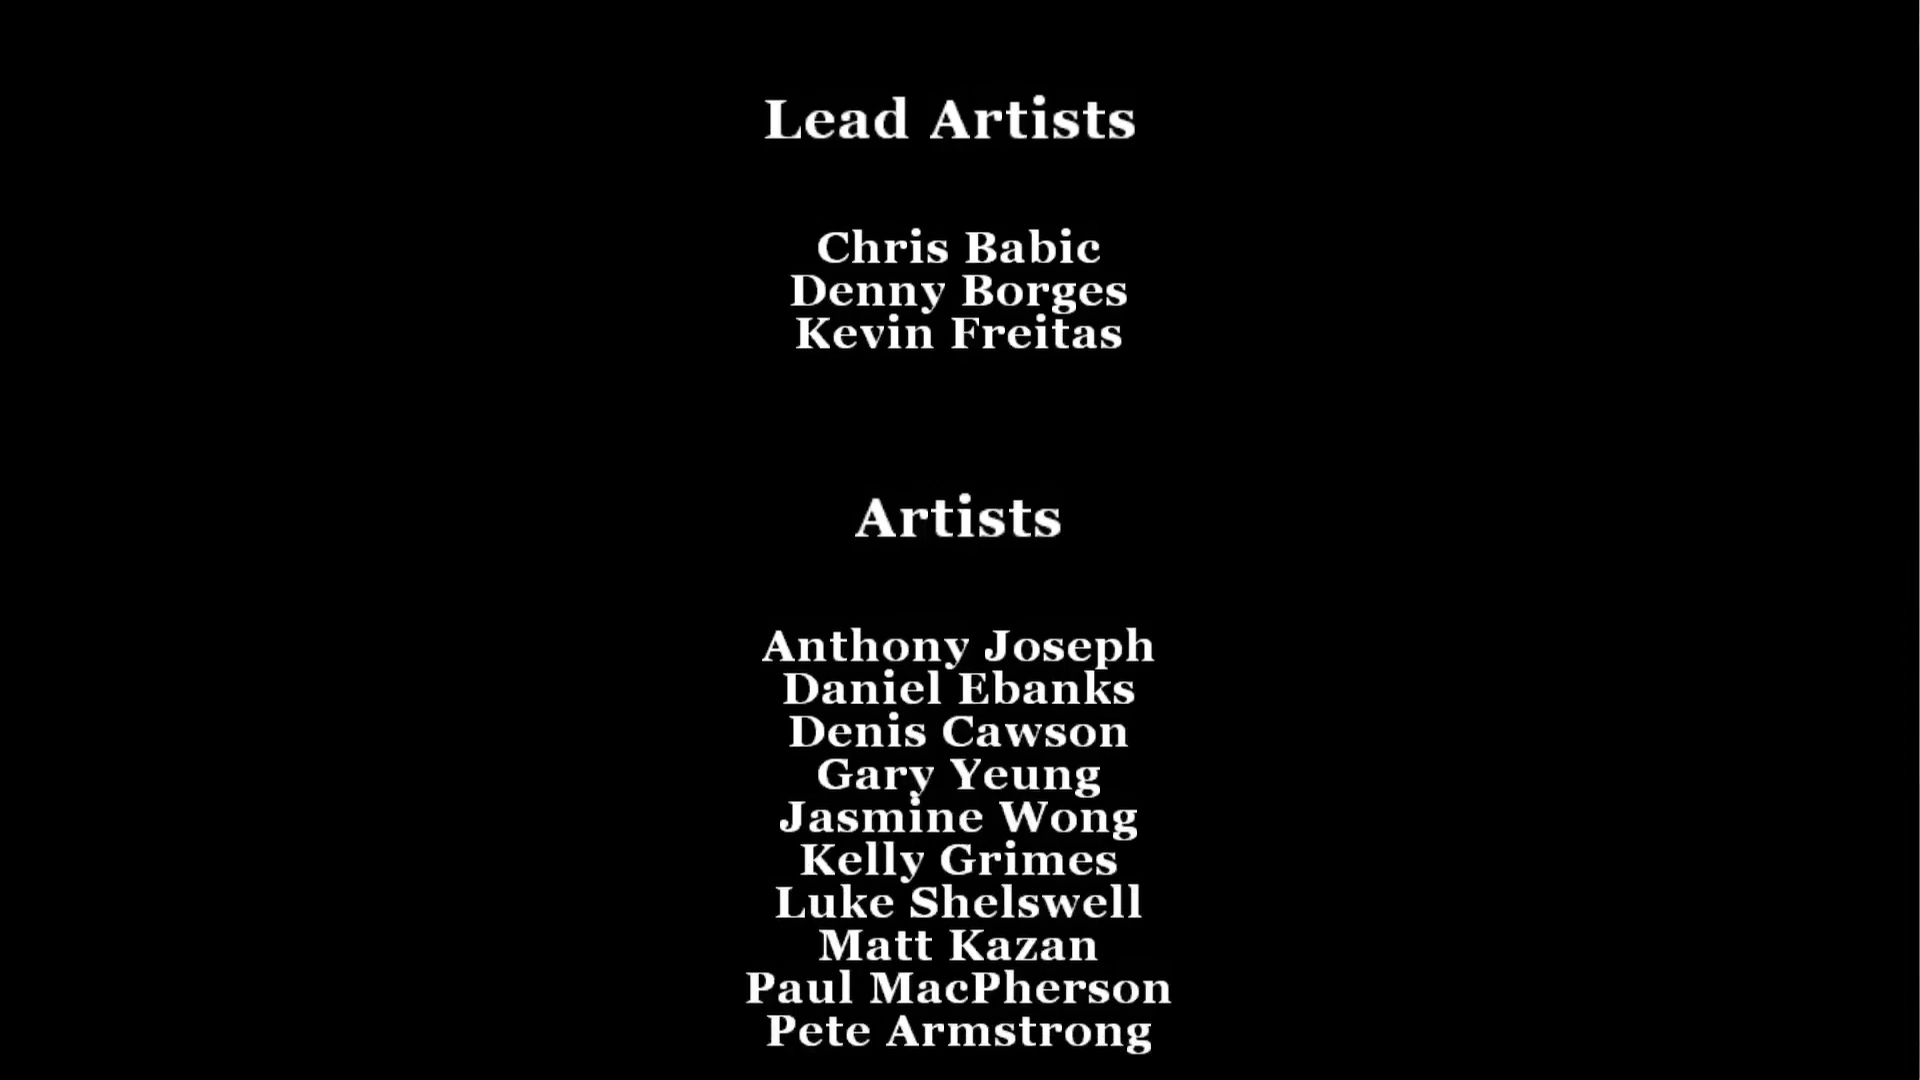 Lead Artists
Chris Babic
Denny Borges
Kevin Freitas
Artists
Anthony Joseph
Daniel Ebanks
Denis Cawson
Gary Yeung
Jasmine Wong
Kelly Grimes
Luke Shelswell
Matt Kazan
Paul MacPherson
Pete Armstrong